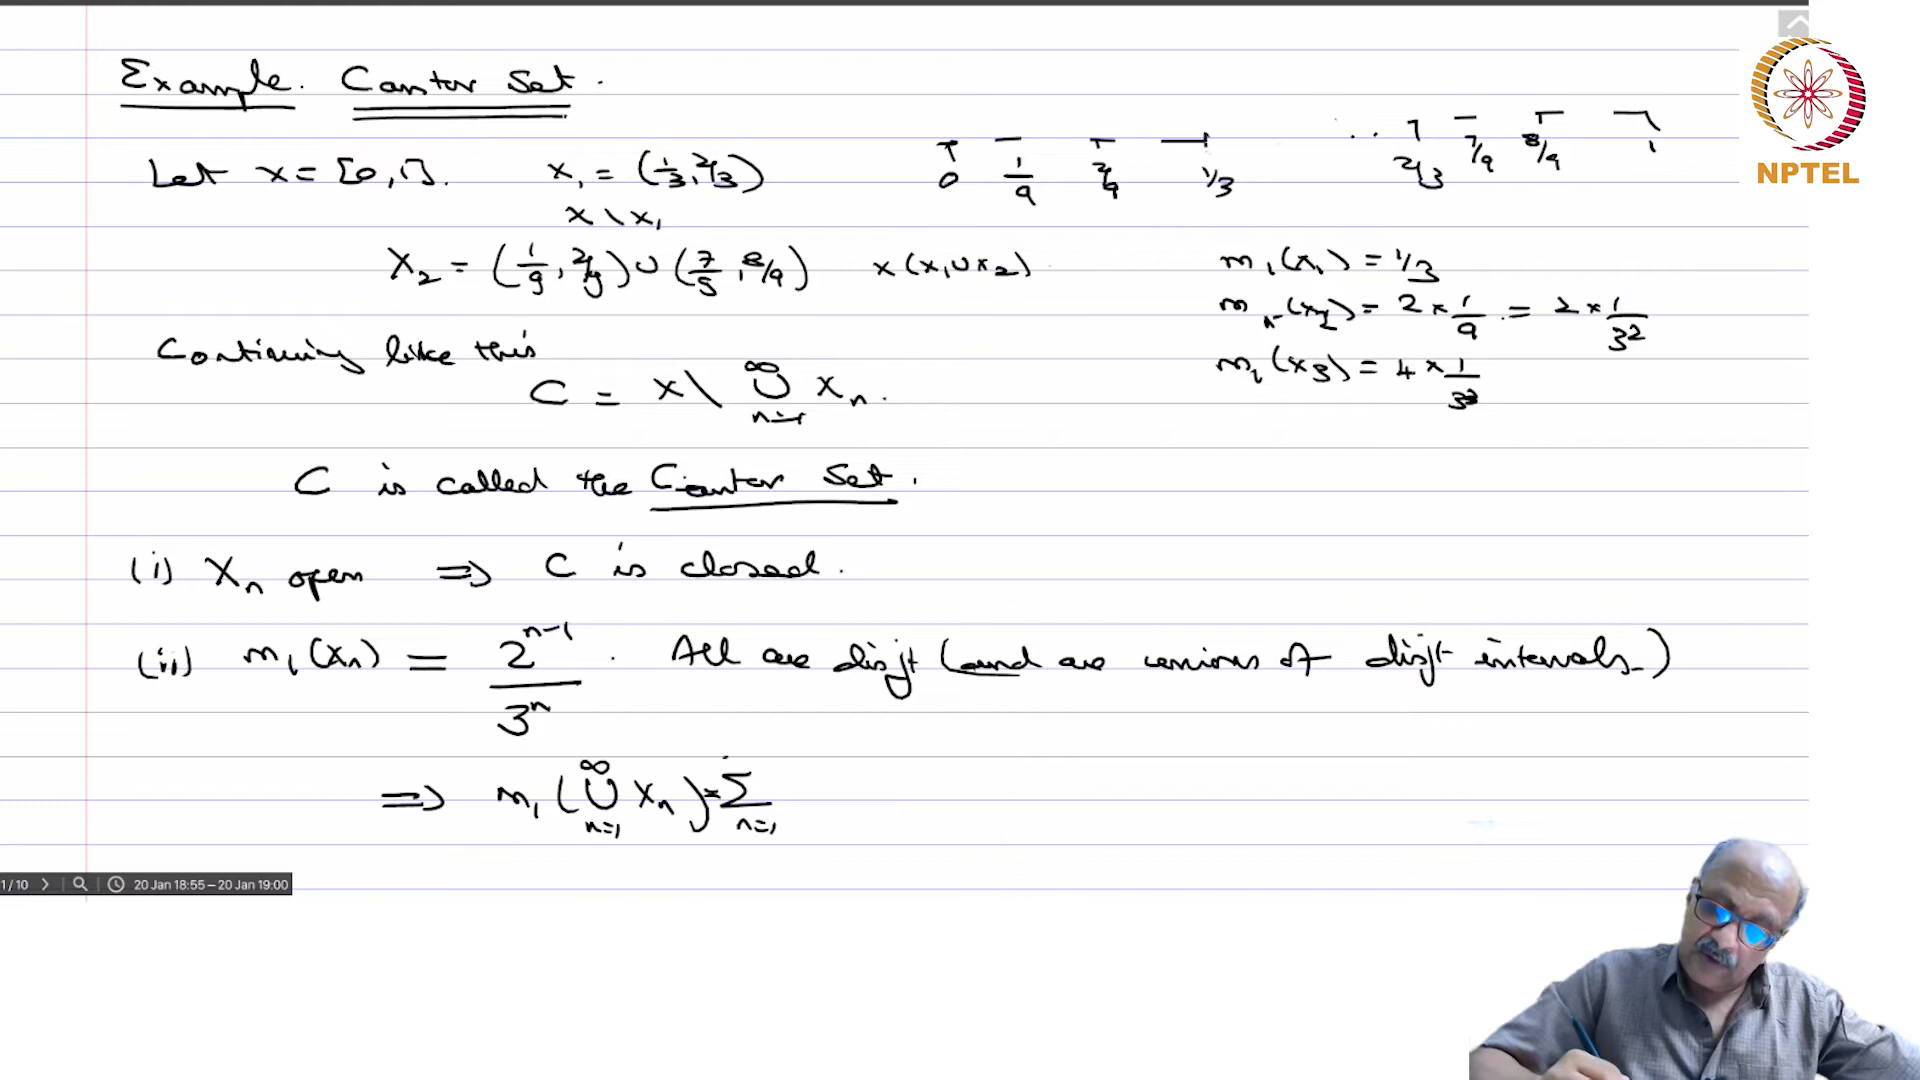 Example. Cantor Set.
Let X = [0,1]. X₁ = (1/3, 2/3)
X \ X₁
0 1/9 2/9 1/3 .. 2/3 7/9 8/9 1
X₂ = (1/9, 2/9) ∪ (7/9, 8/9) X (X₁ ∪ X₂)
m₁(X₁) = 1/3
m₁(X₂) = 2 × 1/9 = 2 × 1/3²
m₁(X₃) = 4 × 1/3³
Continuing like this
C = X \ ∞∪n=1 Xₙ.
C is called the Cantor Set.
(i) Xₙ open ⇒ C is closed.
(ii) m₁(Xₙ) = 2ⁿ⁻¹/3ⁿ. All are disjt (and are unions of disjt intervals.)
⇒ m₁(∞∪n=1 Xₙ) = Σ n=1
NPTEL
1/10 20 Jan 18:55 – 20 Jan 19:00